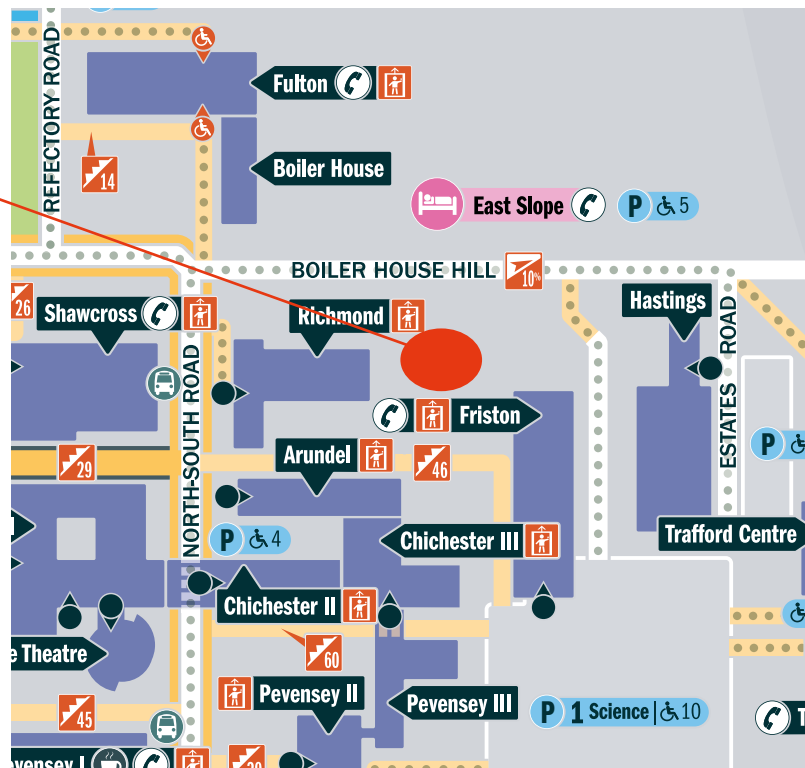 REFECTORY ROAD
Fulton
14
Boiler House
East Slope
P 5
BOILER HOUSE HILL
10%
26
Shawcross
Richmond
Hastings
ESTATES ROAD
NORTH-SOUTH ROAD
Friston
P
29
Arundel
46
P 4
Chichester III
Trafford Centre
Chichester II
e Theatre
60
45
Pevensey II
Pevensey III
P 1 Science | 10
T
evensey I